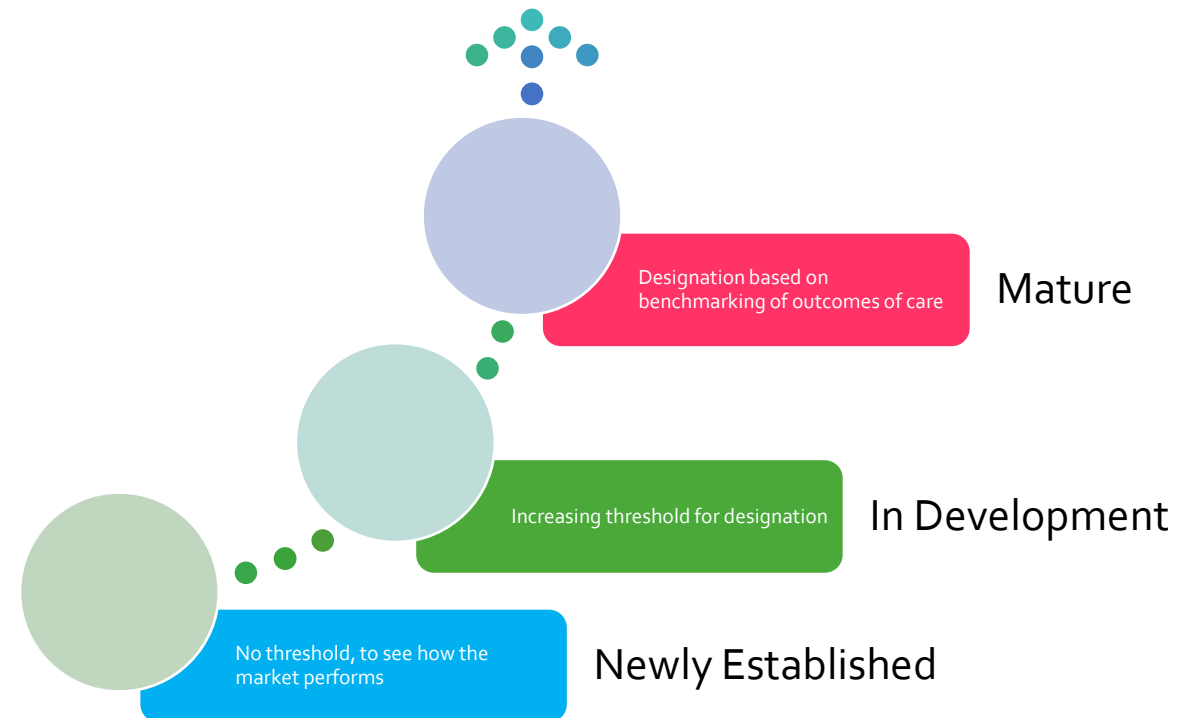 Designation based on
benchmarking of outcomes of care
Mature
Increasing threshold for designation
In Development
No threshold, to see how the
market performs
Newly Established